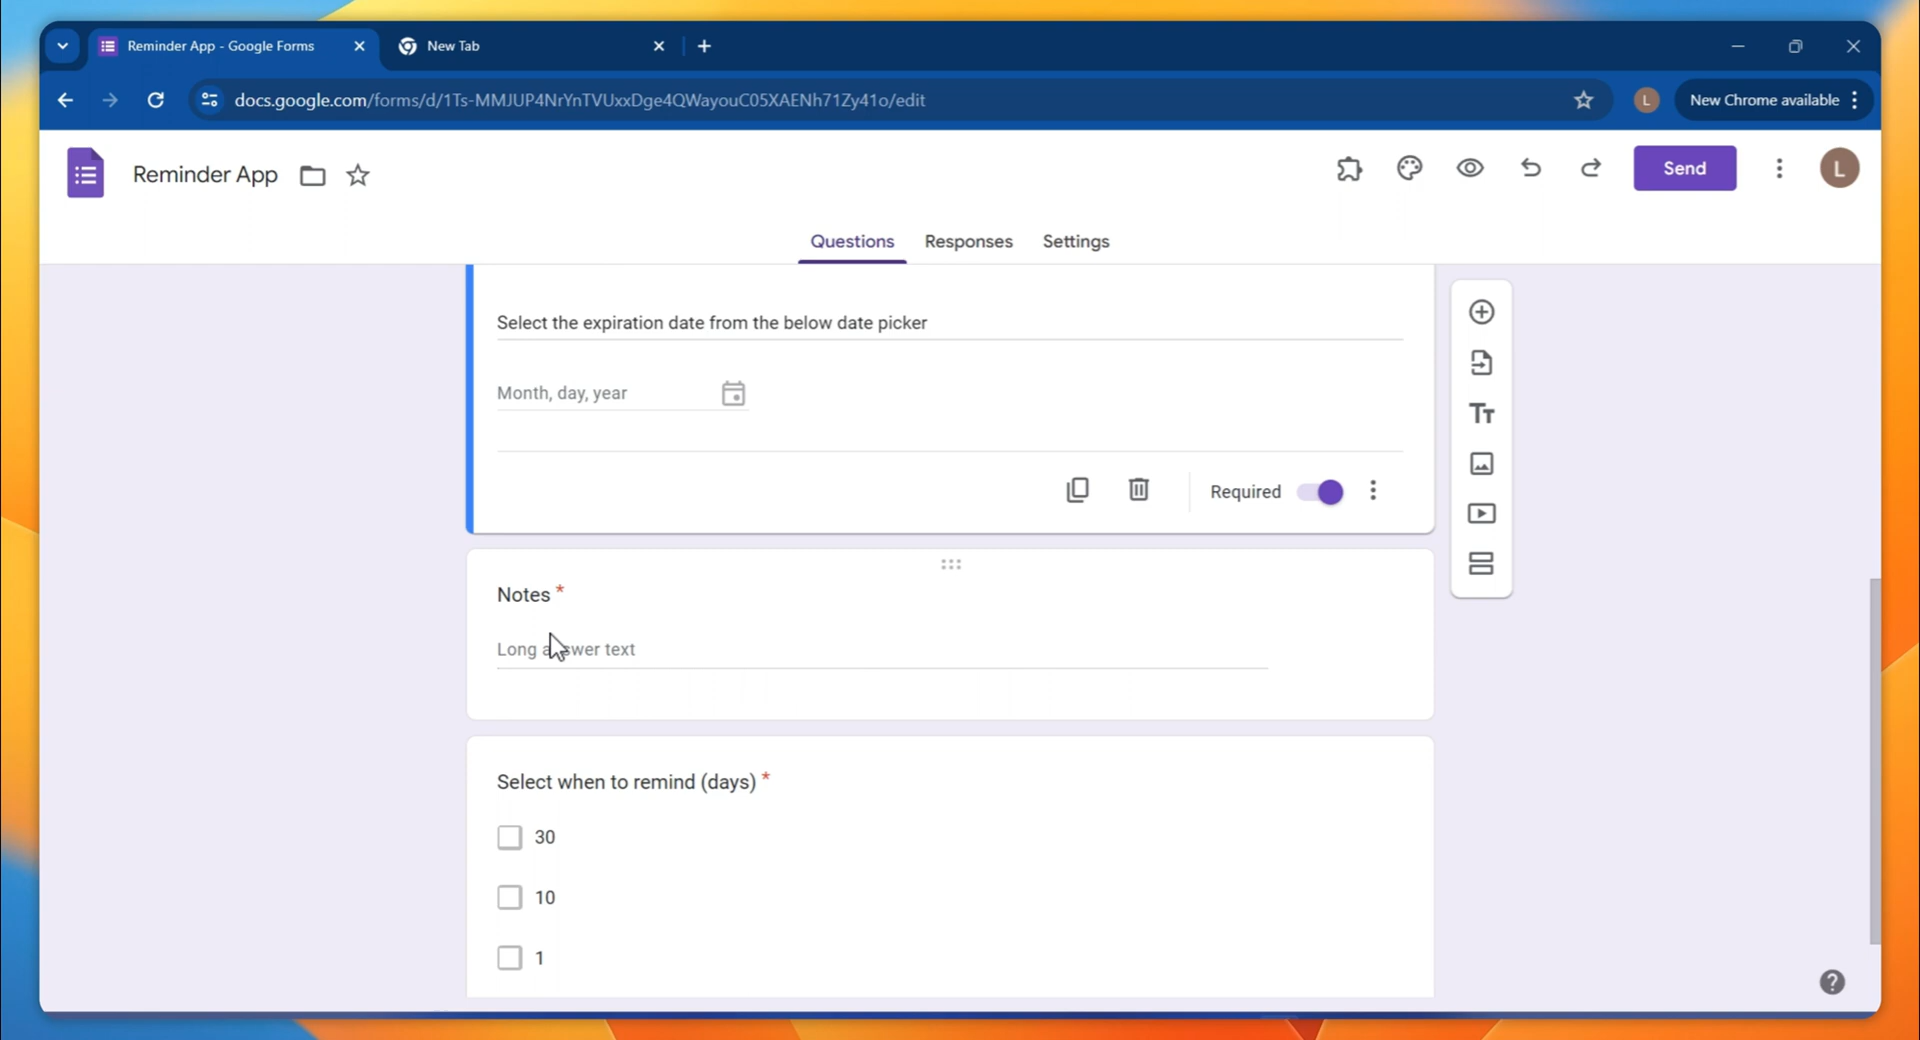 Reminder App - Google Forms
New Tab
docs.google.com/forms/d/1Ts-MMJUP4NrYnTVUxxDge4QWayouC05XAENh71Zy41o/edit
L
New Chrome available
Reminder App
Send
L
Questions
Responses
Settings
Select the expiration date from the below date picker
Month, day, year
Required
Tт
Notes *
Long answer text
Select when to remind (days) *
30
10
1